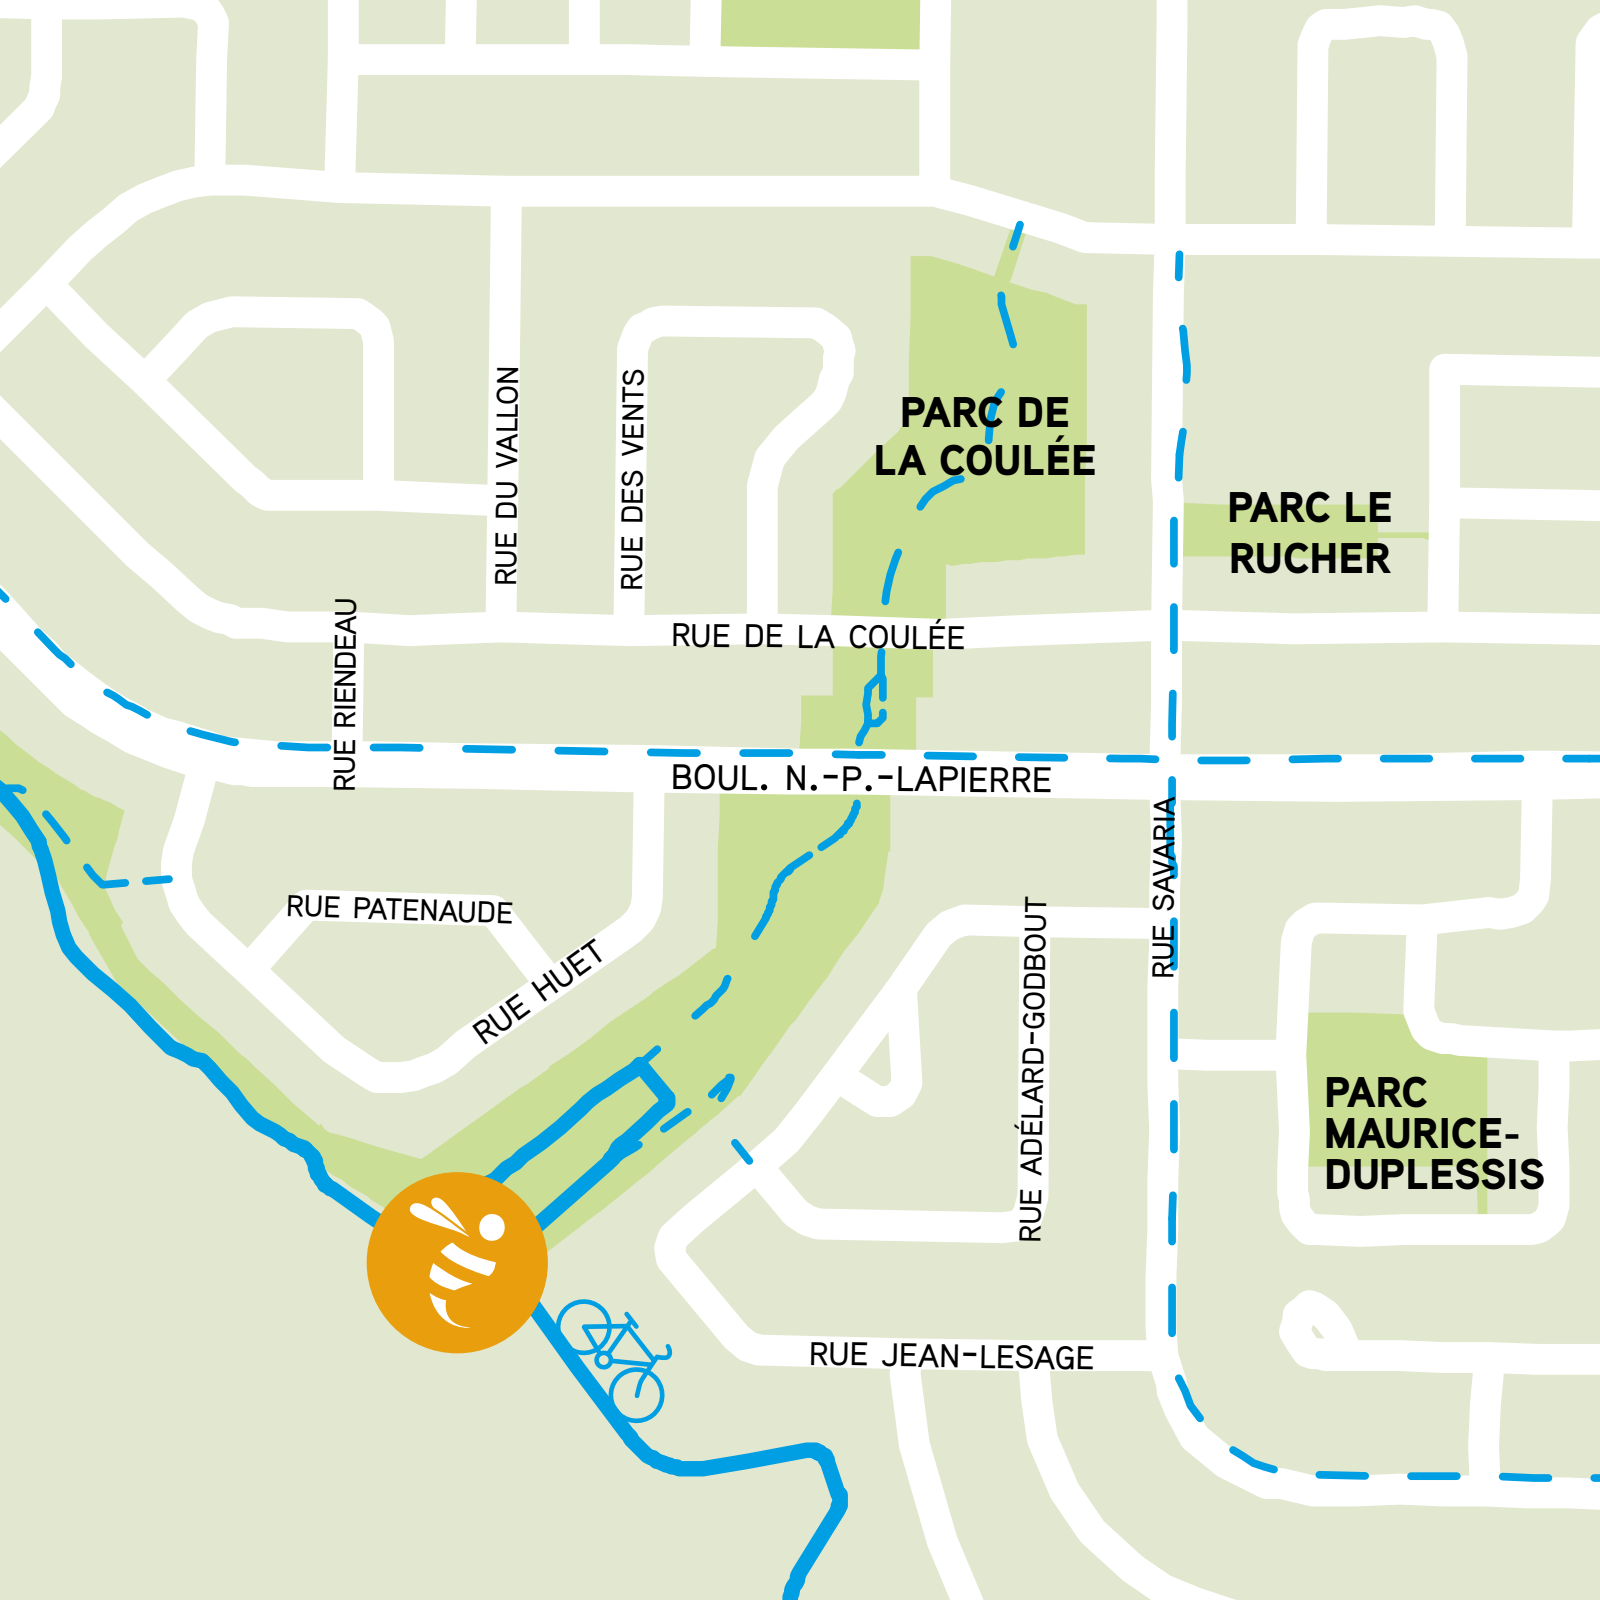 RUE DU VALLON
RUE DES VENTS
PARC DE
LA COULÉE
PARC LE
RUCHER
RUE RIENDEAU
RUE DE LA COULÉE
BOUL. N.-P.-LAPIERRE
RUE SAVARIA
RUE PATENAUDE
RUE HUET
RUE ADÉLARD-GODBOUT
PARC
MAURICE-
DUPLESSIS
RUE JEAN-LESAGE